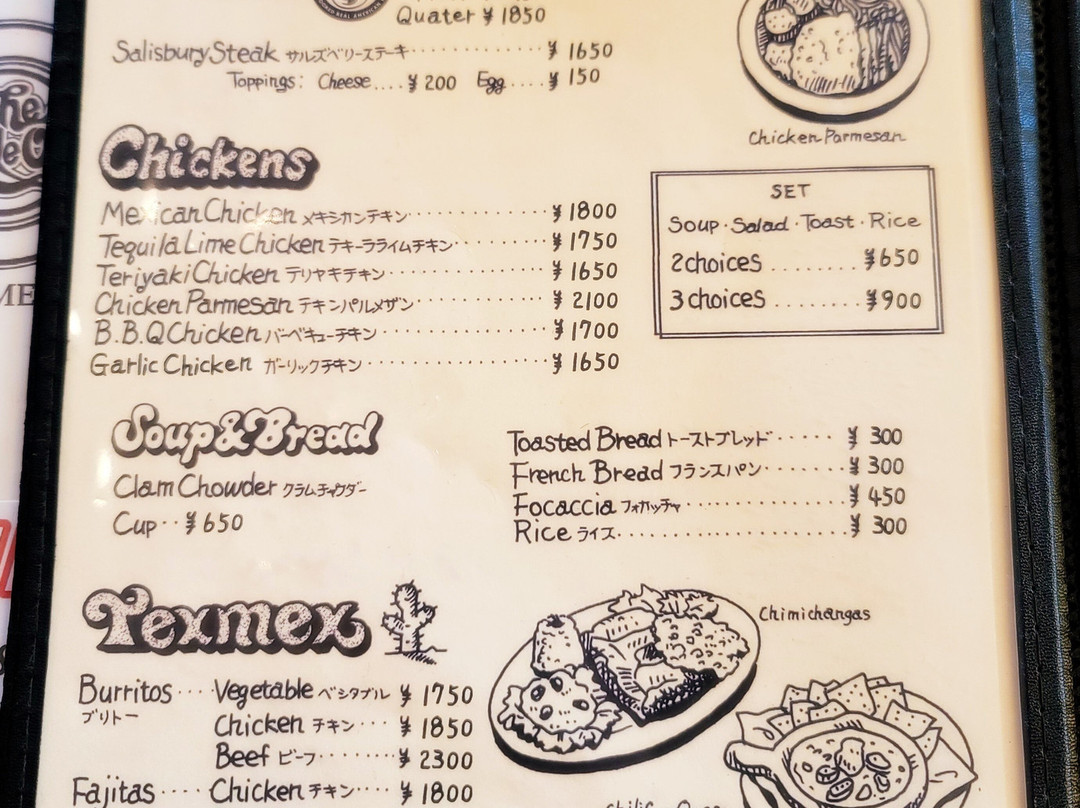 Quater ¥1850
Salisbury Steak サルズベリーステーキ ¥1650
Toppings: Cheese....¥200 Egg....¥150
Chicken Parmesan
Chickens
Mexican Chicken メキシカンチキン ¥1800
Tequila Lime Chicken テキーラライムチキン ¥1750
Teriyaki Chicken テリヤキチキン ¥1650
Chicken Parmesan チキンパルメザン ¥2100
B.B.Q Chicken バーベキューチキン ¥1700
Garlic Chicken ガーリックチキン ¥1650
SET
Soup・Salad・Toast・Rice
2choices ........¥650
3choices .........¥900
Soup&Bread
Clam Chowder クラムチャウダー
Cup..¥650
Toasted Bread トーストブレッド ..... ¥300
French Bread フランスパン ¥300
Focaccia フォカッチャ ¥450
Rice ライス ¥300
Texmex
Chimichangas
Burritos .... Vegetable ベシタブル ¥1750
ブリトー
Chicken チキン... ¥1850
Beef ビーフ ¥2300
Fajitas .... Chicken チキン.... ¥1800